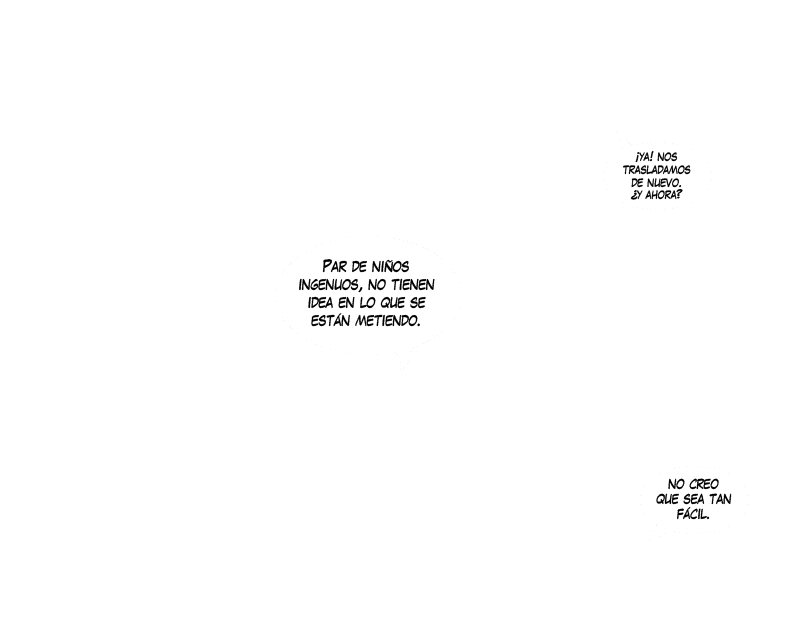 ¡YA! NOS
TRASLADAMOS
DE NUEVO.
¿Y AHORA?
PAR DE NIÑOS
INGENUOS, NO TIENEN
IDEA EN LO QUE SE
ESTÁN METIENDO.
NO CREO
QUE SEA TAN
FÁCIL.